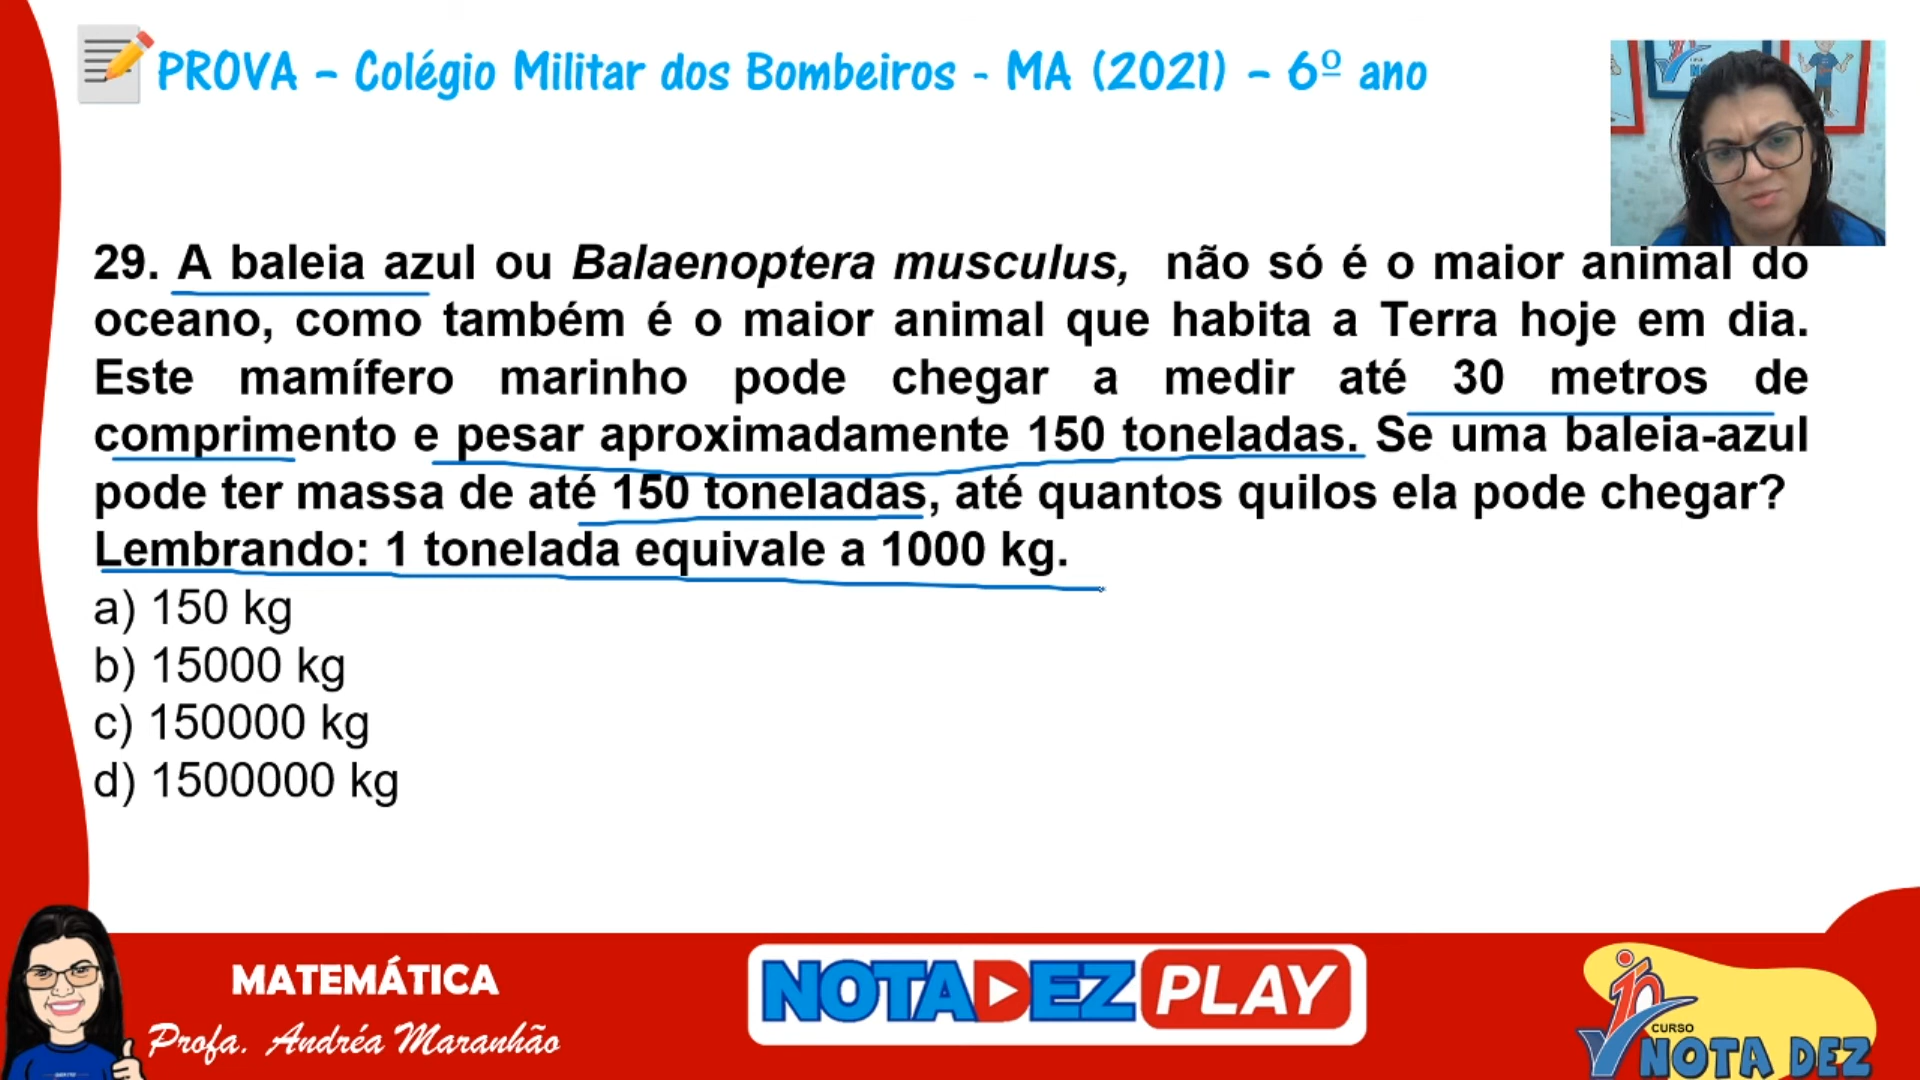 PROVA – Colégio Militar dos Bombeiros - MA (2021) – 6º ano
29. A baleia azul ou Balaenoptera musculus, não só é o maior animal do
oceano, como também é o maior animal que habita a Terra hoje em dia.
Este mamífero marinho pode chegar a medir até 30 metros de
comprimento e pesar aproximadamente 150 toneladas. Se uma baleia-azul
pode ter massa de até 150 toneladas, até quantos quilos ela pode chegar?
Lembrando: 1 tonelada equivale a 1000 kg.
a) 150 kg
b) 15000 kg
c) 150000 kg
d) 1500000 kg
MATEMÁTICA
Profa. Andréa Maranhão
NOTADEZ PLAY
CURSO
NOTA DEZ